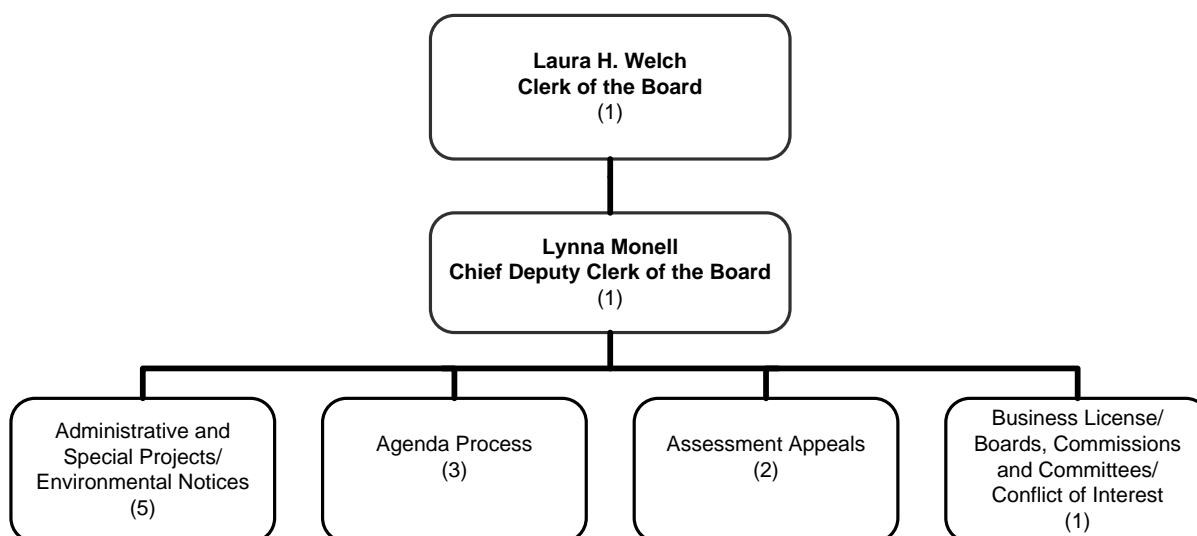 Laura H. Welch
Clerk of the Board
(1)
Lynna Monell
Chief Deputy Clerk of the Board
(1)
Administrative and
Special Projects/
Environmental Notices
(5)
Agenda Process
(3)
Assessment Appeals
(2)
Business License/
Boards, Commissions
and Committees/
Conflict of Interest
(1)